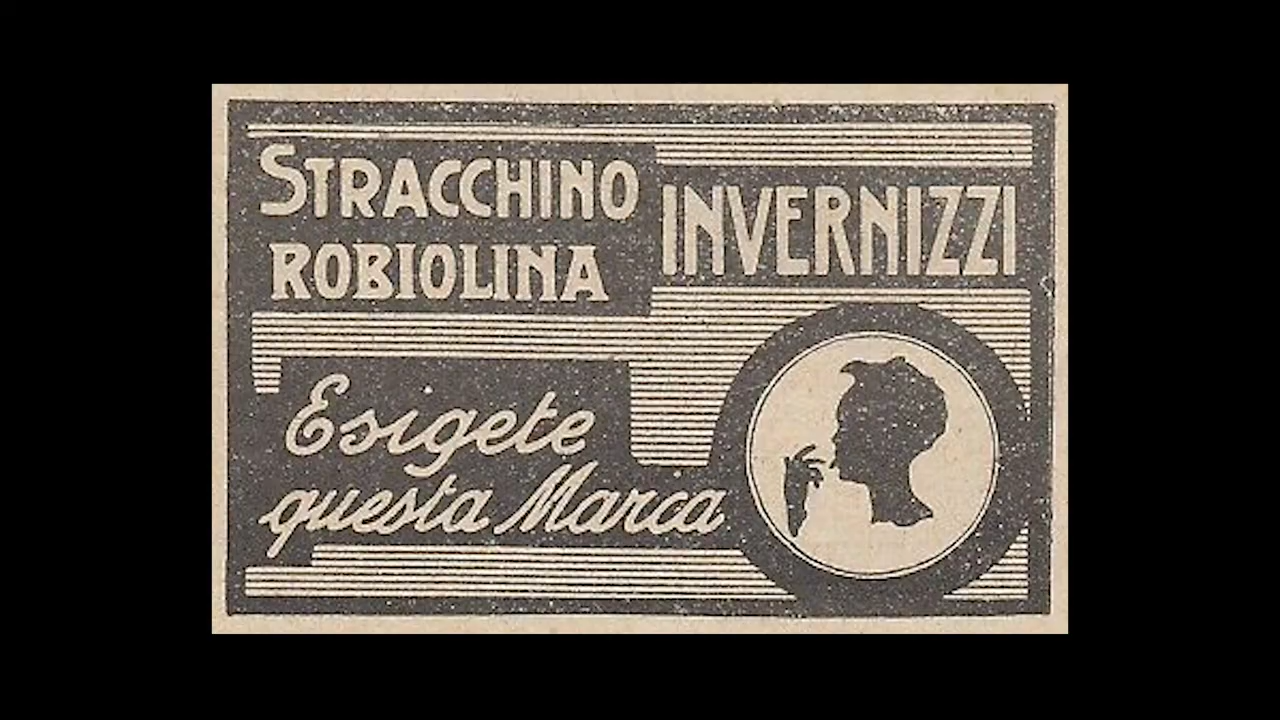 STRACCHINO
ROBIOLINA
INVERNIZZI
Esigete
questa Marca